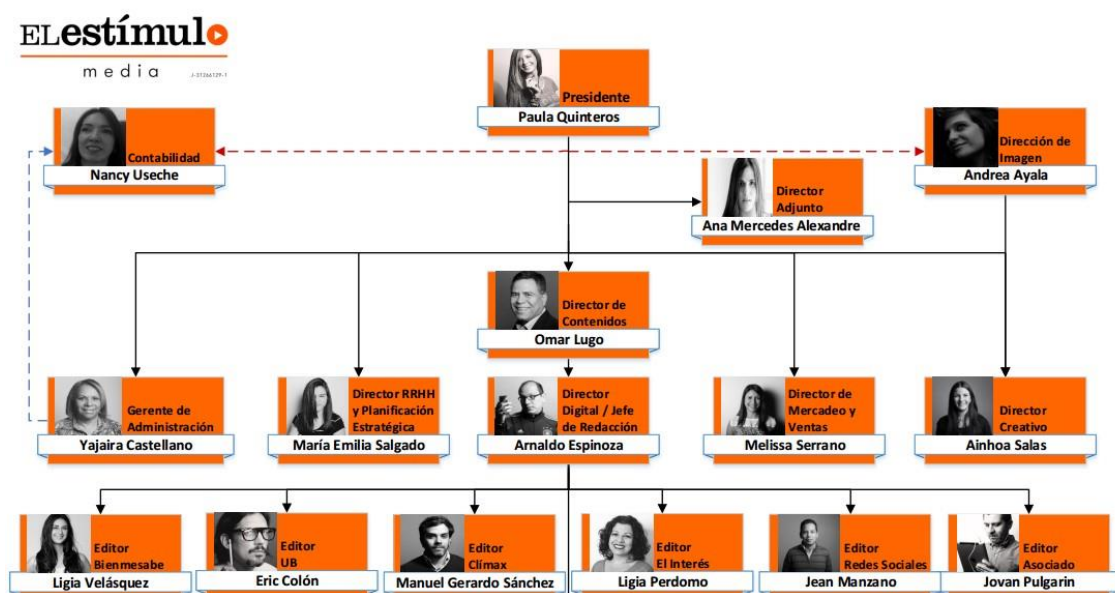 ELestímulo
media
J-31266129-1
Presidente
Paula Quinteros
Contabilidad
Nancy Useche
Dirección de
Imagen
Andrea Ayala
Director
Adjunto
Ana Mercedes Alexandre
Director de
Contenidos
Omar Lugo
Gerente de
Administración
Yajaira Castellano
Director RRHH
y Planificación
Estratégica
María Emilia Salgado
Director
Digital / Jefe
de Redacción
Arnaldo Espinoza
Director de
Mercadeo y
Ventas
Melissa Serrano
Director
Creativo
Ainhoa Salas
Editor
Bienmesabe
Ligia Velásquez
Editor
UB
Eric Colón
Editor
Clímax
Manuel Gerardo Sánchez
Editor
El Interés
Ligia Perdomo
Editor
Redes Sociales
Jean Manzano
Editor
Asociado
Jovan Pulgarin